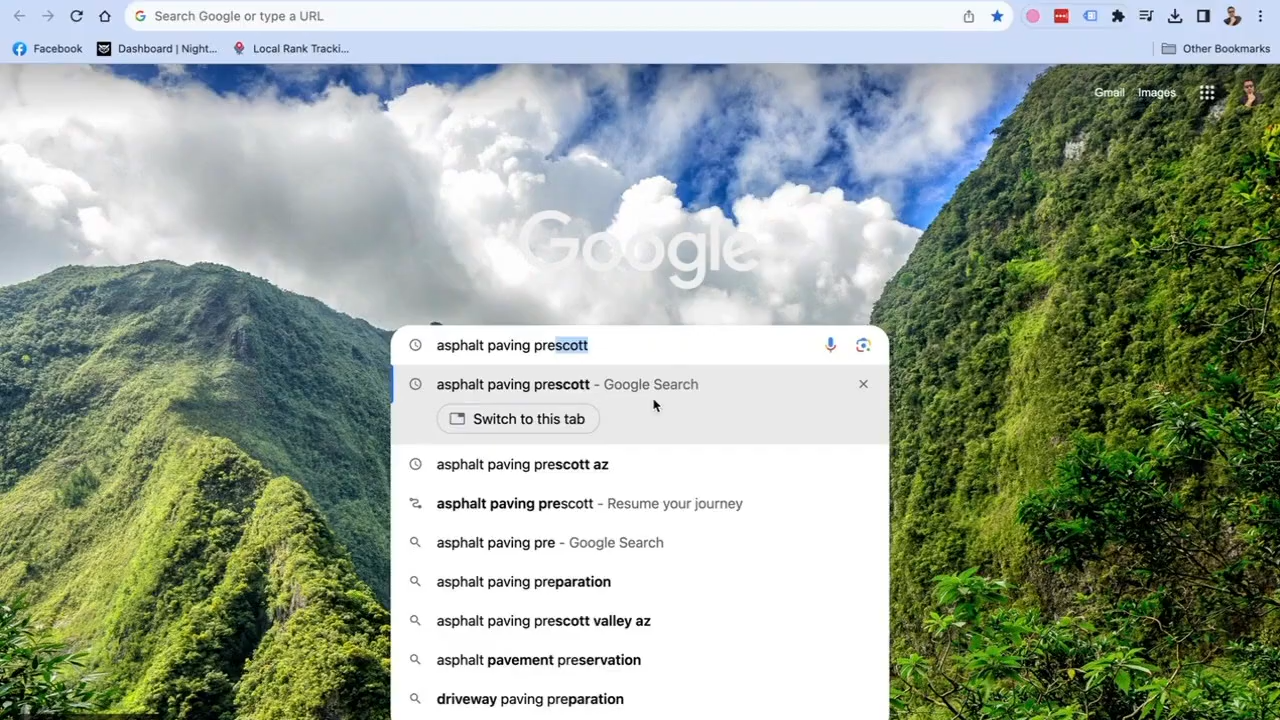 Search Google or type a URL
Facebook
Dashboard | Night...
Local Rank Tracki...
Other Bookmarks
Gmail
Images
Google
asphalt paving prescott
asphalt paving prescott - Google Search
Switch to this tab
asphalt paving prescott az
asphalt paving prescott - Resume your journey
asphalt paving pre - Google Search
asphalt paving preparation
asphalt paving prescott valley az
asphalt pavement preservation
driveway paving preparation